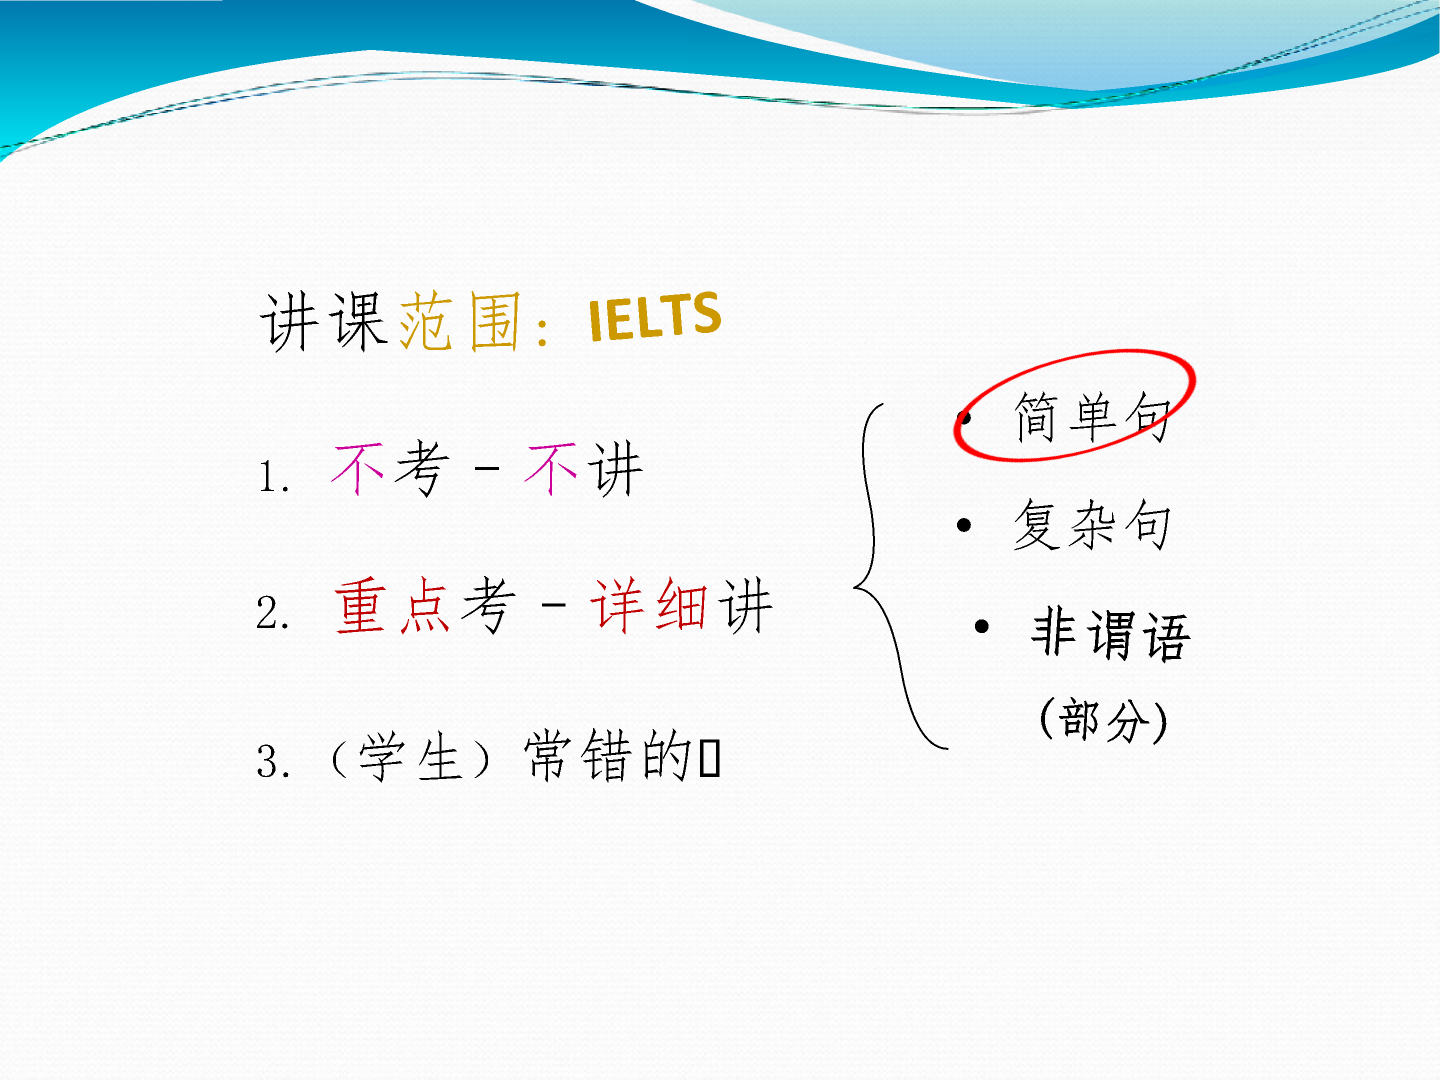 讲课范围：IELTS
1. 不考－不讲
2. 重点考－详细讲
3.（学生）常错的
• 简单句
• 复杂句
• 非谓语
(部分)